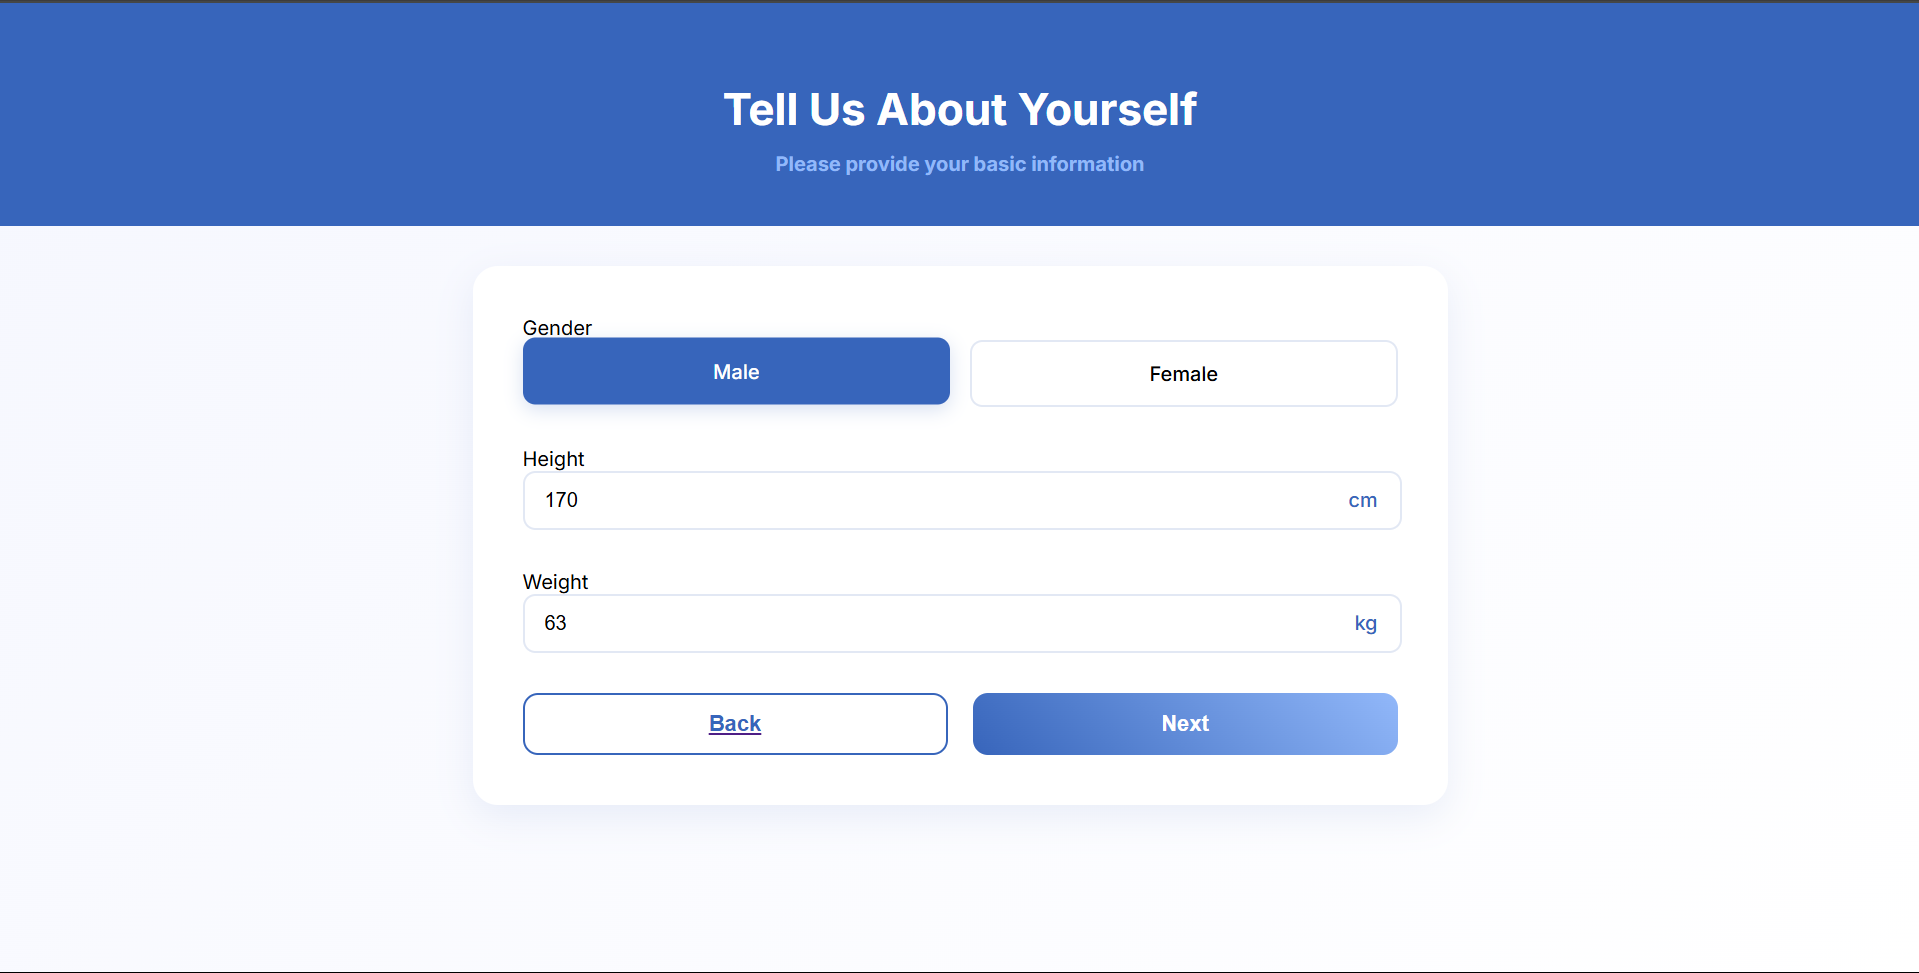 Tell Us About Yourself
Please provide your basic information
Gender
Male Female
Height
170 cm
Weight
63 kg
Back Next